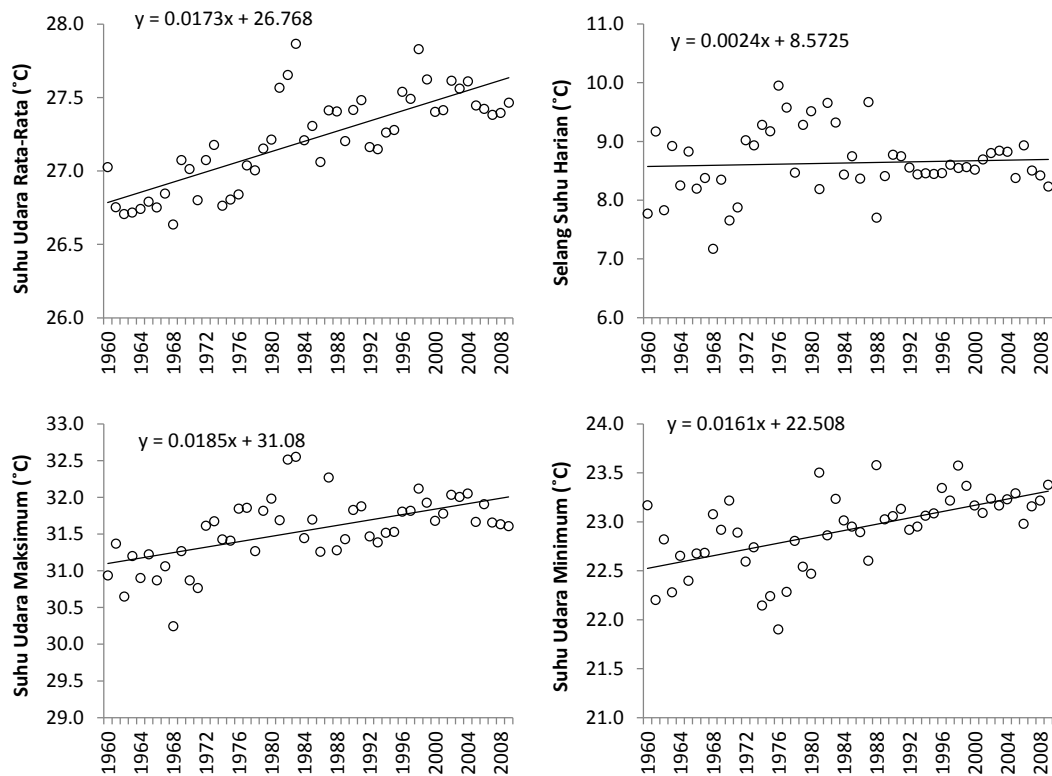 y = 0.0173x + 26.768
Suhu Udara Rata-Rata (˚C)
28.0
27.5
27.0
26.5
26.0
1960 1964 1968 1972 1976 1980 1984 1988 1992 1996 2000 2004 2008
y = 0.0024x + 8.5725
Selang Suhu Harian (˚C)
11.0
10.0
9.0
8.0
7.0
6.0
1960 1964 1968 1972 1976 1980 1984 1988 1992 1996 2000 2004 2008
y = 0.0185x + 31.08
Suhu Udara Maksimum (˚C)
33.0
32.5
32.0
31.5
31.0
30.5
30.0
29.5
29.0
1960 1964 1968 1972 1976 1980 1984 1988 1992 1996 2000 2004 2008
y = 0.0161x + 22.508
Suhu Udara Minimum (˚C)
24.0
23.5
23.0
22.5
22.0
21.5
21.0
1960 1964 1968 1972 1976 1980 1984 1988 1992 1996 2000 2004 2008